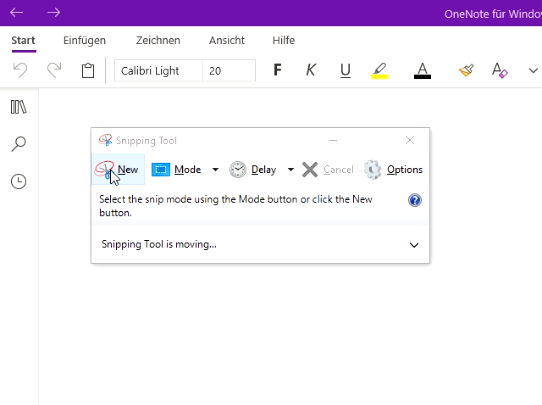 OneNote für Windo
Start Einfügen Zeichnen Ansicht Hilfe
Calibri Light 20 F K U A A
Snipping Tool
New Mode Delay Cancel Options
Select the snip mode using the Mode button or click the New
button.
Snipping Tool is moving...